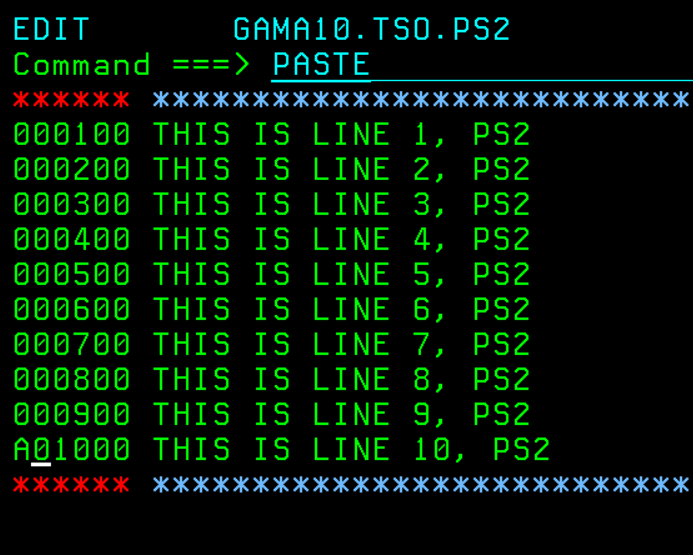 EDIT GAMA10.TSO.PS2
Command ===> PASTE
****** ***************************
000100 THIS IS LINE 1, PS2
000200 THIS IS LINE 2, PS2
000300 THIS IS LINE 3, PS2
000400 THIS IS LINE 4, PS2
000500 THIS IS LINE 5, PS2
000600 THIS IS LINE 6, PS2
000700 THIS IS LINE 7, PS2
000800 THIS IS LINE 8, PS2
000900 THIS IS LINE 9, PS2
A01000 THIS IS LINE 10, PS2
****** ***************************